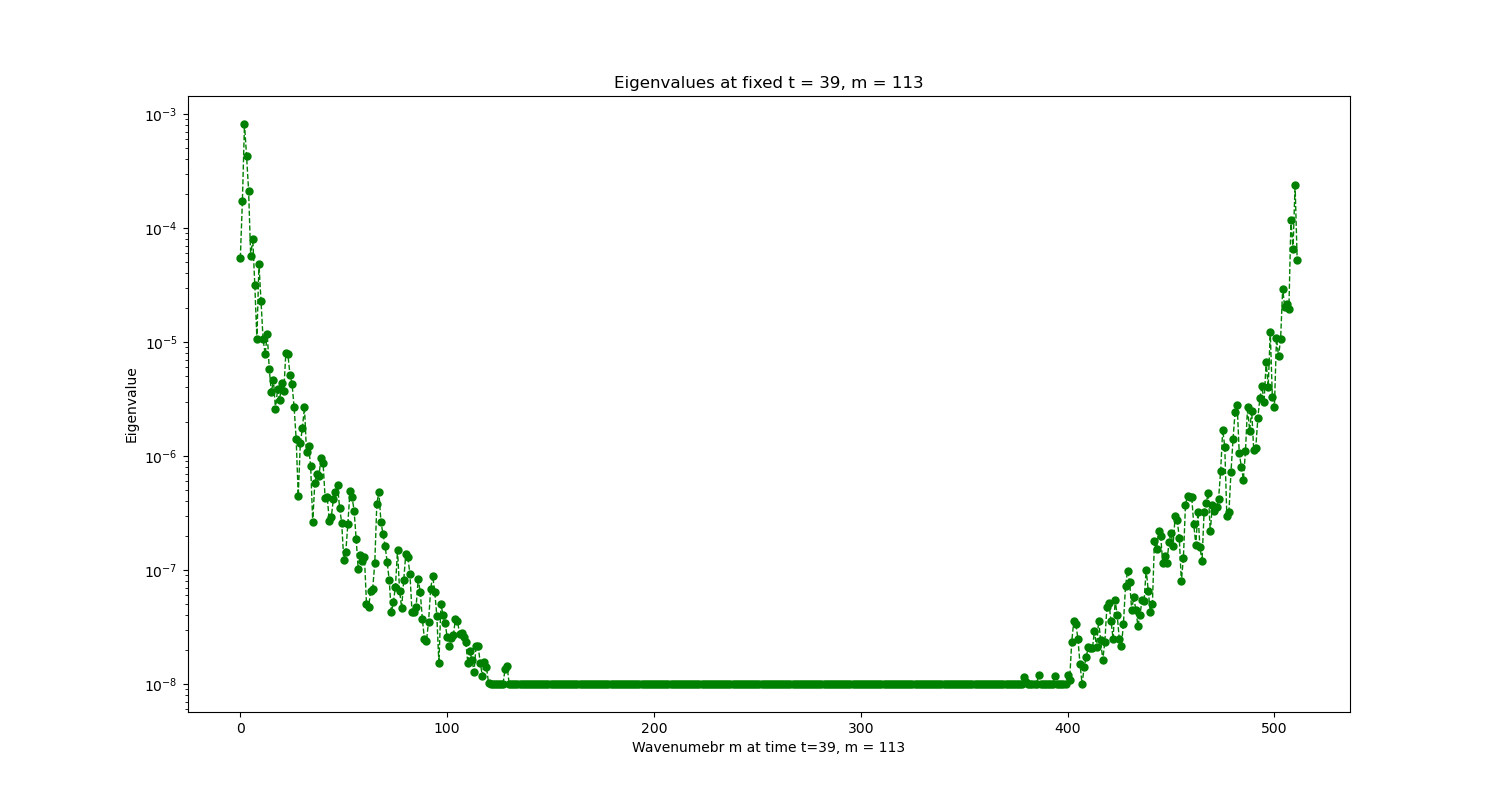 Eigenvalues at fixed t = 39, m = 113
10⁻³
10⁻⁴
10⁻⁵
10⁻⁶
10⁻⁷
10⁻⁸
Eigenvalue
0 100 200 300 400 500
Wavenumebr m at time t=39, m = 113